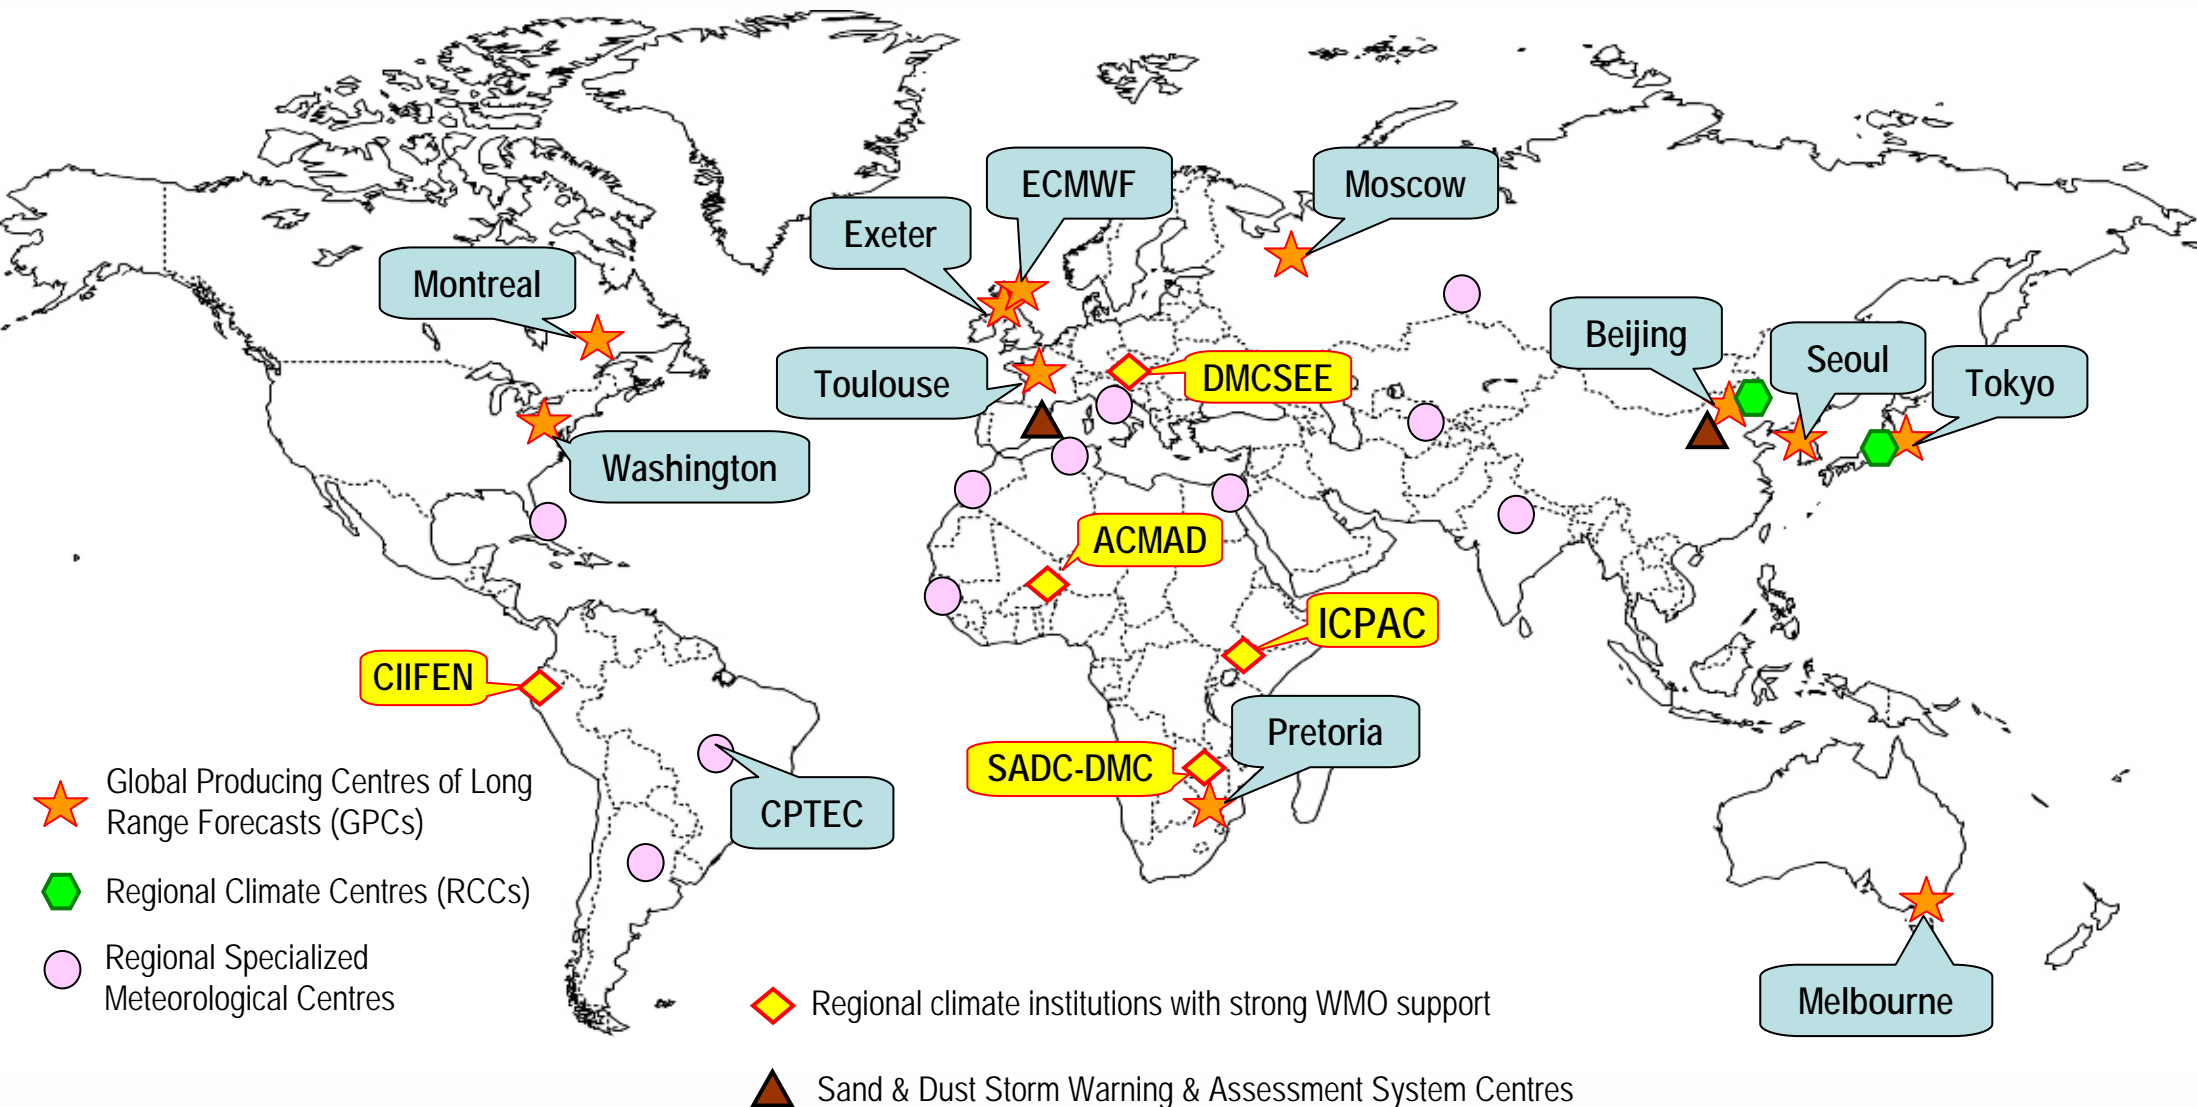 ECMWF
Moscow
Exeter
Montreal
Beijing
Seoul
Tokyo
Toulouse
DMCSEE
Washington
ACMAD
ICPAC
CIIFEN
Pretoria
SADC-DMC
CPTEC
Melbourne
Global Producing Centres of Long
Range Forecasts (GPCs)
Regional Climate Centres (RCCs)
Regional Specialized
Meteorological Centres
Regional climate institutions with strong WMO support
Sand & Dust Storm Warning & Assessment System Centres